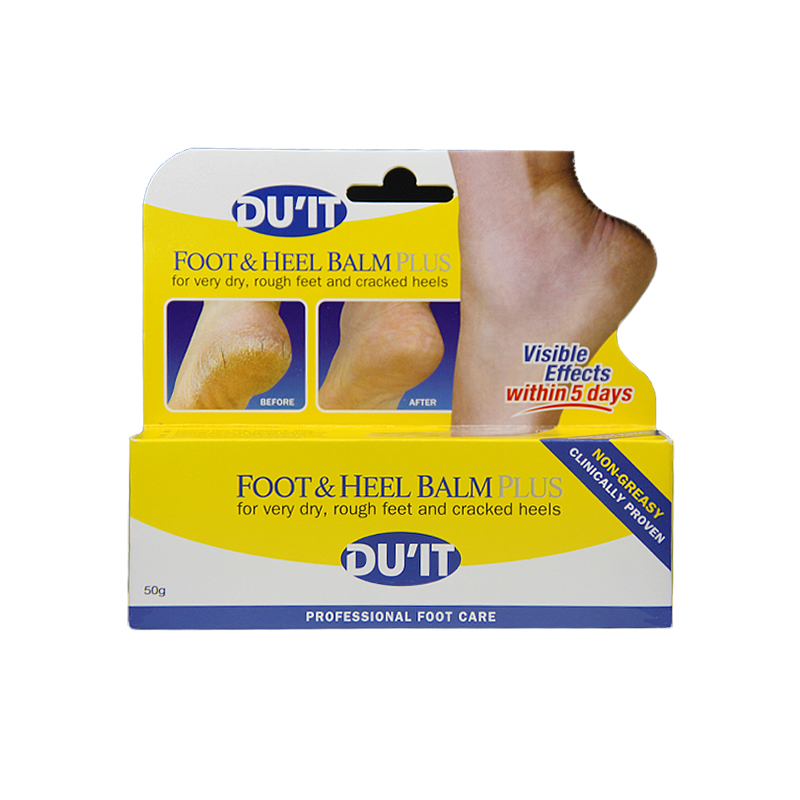 DU'IT
FOOT & HEEL BALM PLUS
for very dry, rough feet and cracked heels
BEFORE
AFTER
Visible
Effects
within 5 days
NON-GREASY
CLINICALLY PROVEN
FOOT & HEEL BALM PLUS
for very dry, rough feet and cracked heels
DU'IT
50g
PROFESSIONAL FOOT CARE